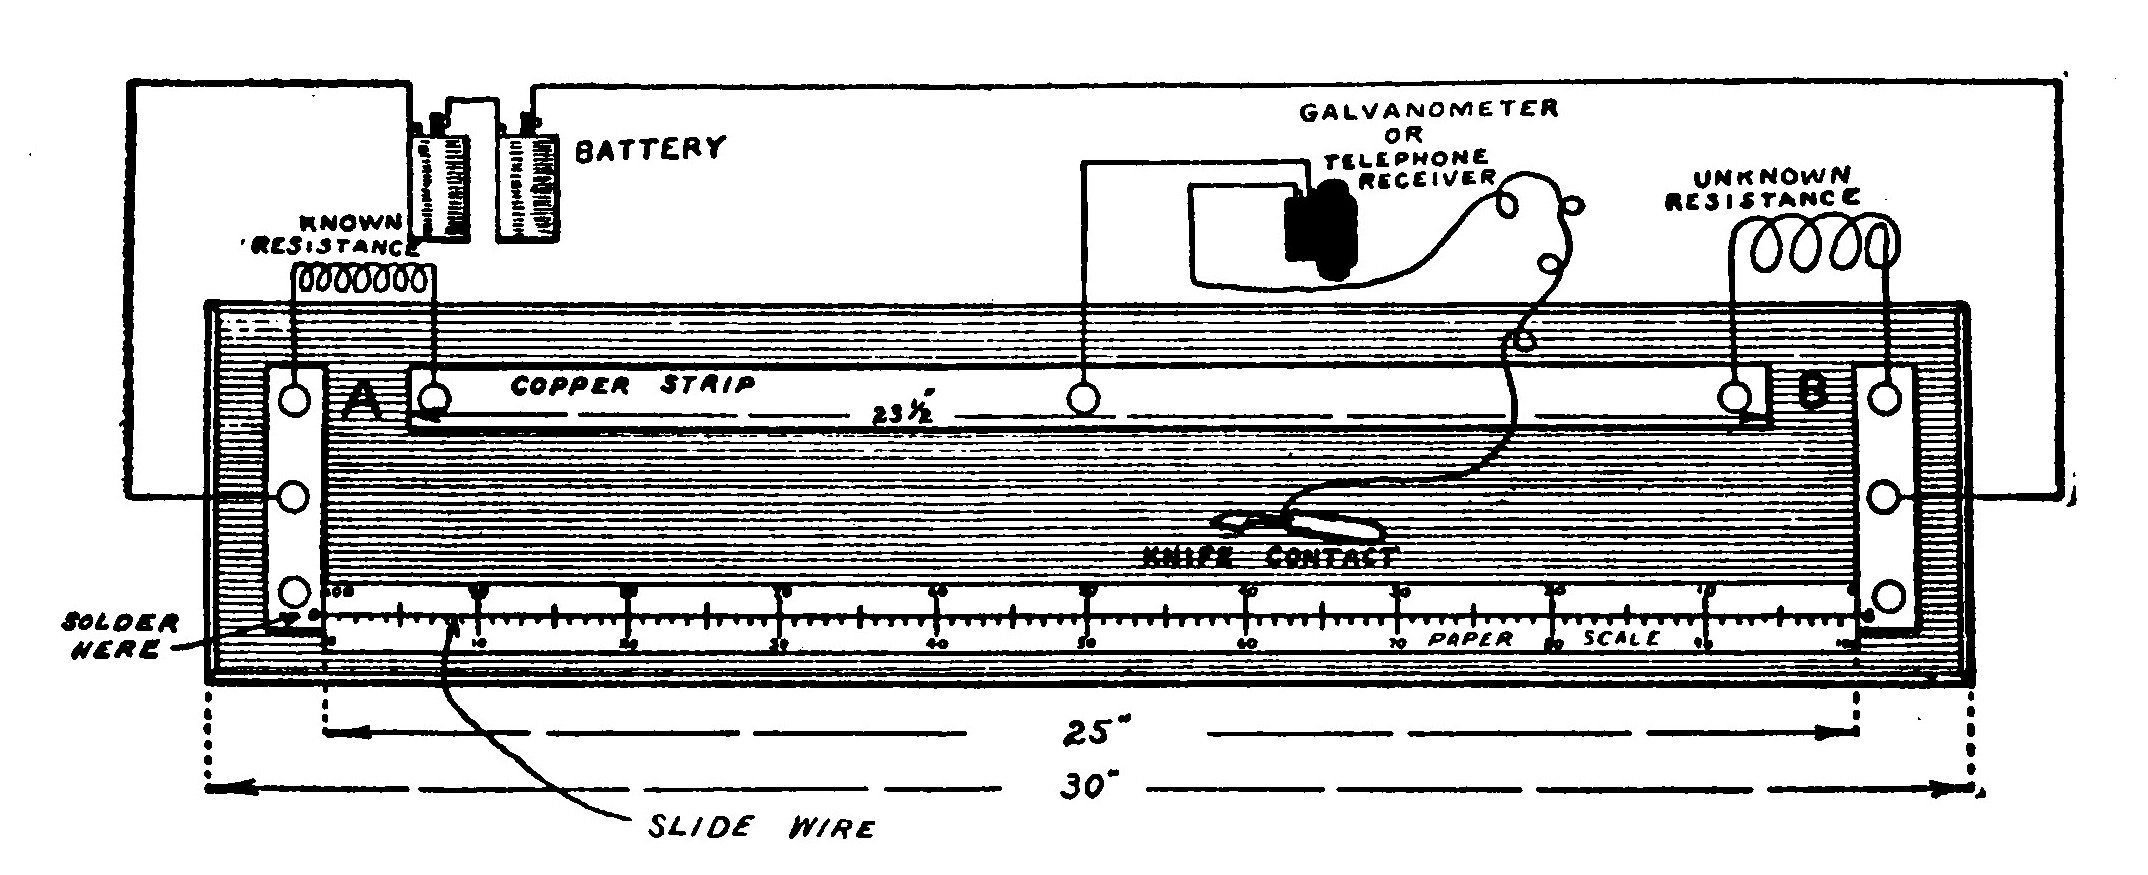 BATTERY
GALVANOMETER
OR
TELEPHONE
RECEIVER
UNKNOWN
RESISTANCE
KNOWN
RESISTANCE
A
COPPER STRIP
23 1/2"
B
KNIFE CONTACT
100 90 80 70 60 50 40 30 20 10 0
SOLDER
HERE
0 10 20 30 40 50 60 70 PAPER 80 SCALE 90 100
25"
30"
SLIDE WIRE